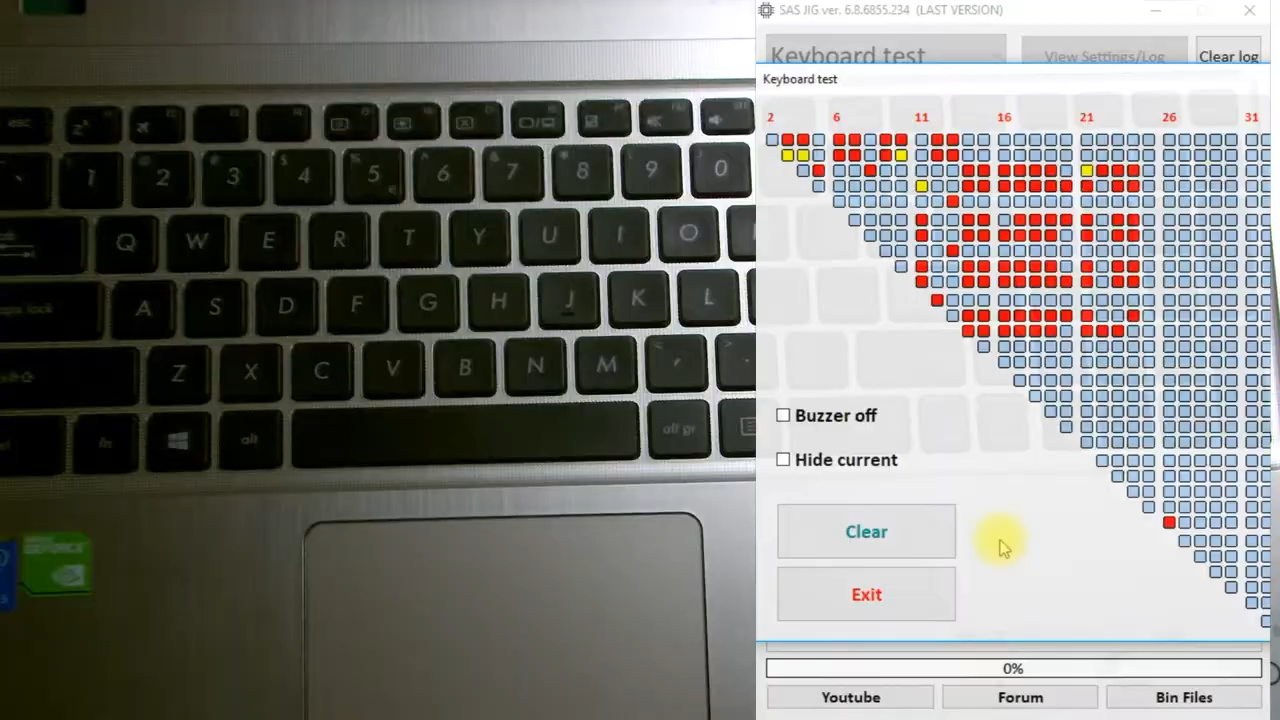 SAS JIG ver. 6.8.6855.234 (LAST VERSION)
Keyboard test
View Settings/Log
Clear log
Keyboard test
2 6 11 16 21 26 31
Buzzer off
Hide current
Clear
Exit
0%
Youtube
Forum
Bin Files
esc
1 2 3 4 5 6 7 8 9 0
! @ # $ % ^ & * ( )
Q W E R T Y U I O
A S D F G H J K L
Z X C V B N M
fn alt alt gr
GEFORCE